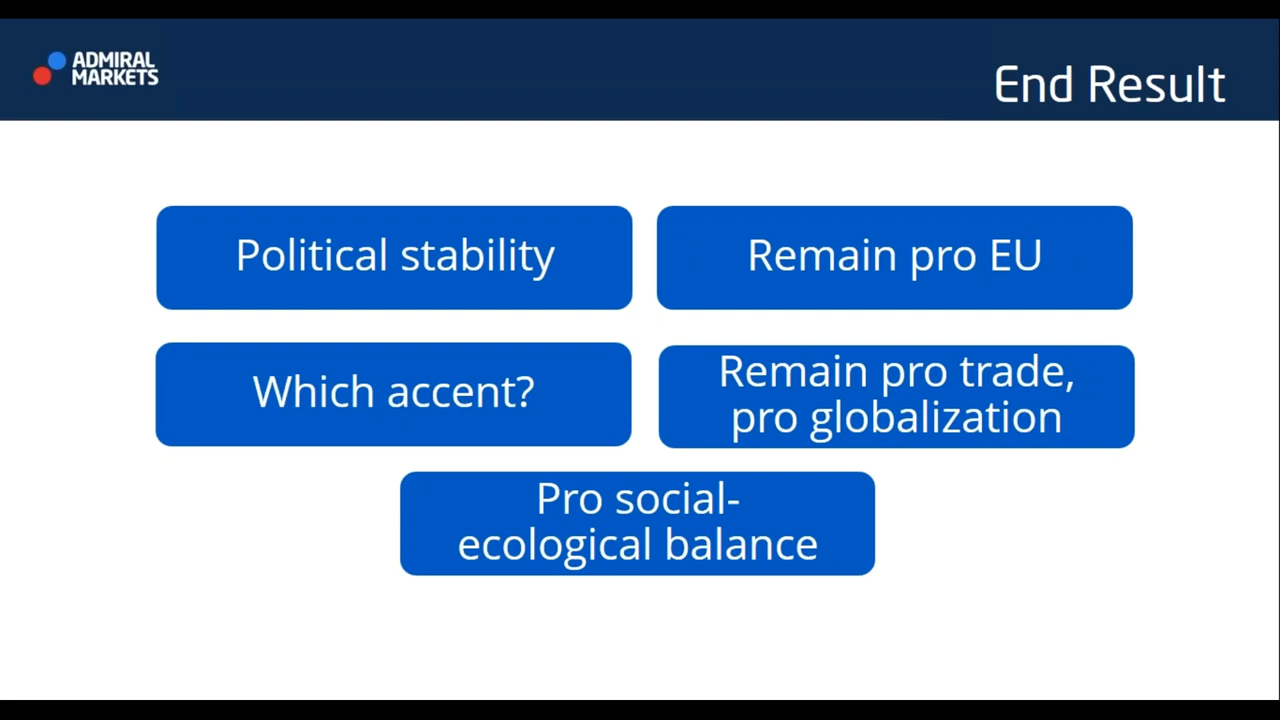 ADMIRAL
MARKETS
End Result
Political stability
Remain pro EU
Which accent?
Remain pro trade,
pro globalization
Pro social-
ecological balance